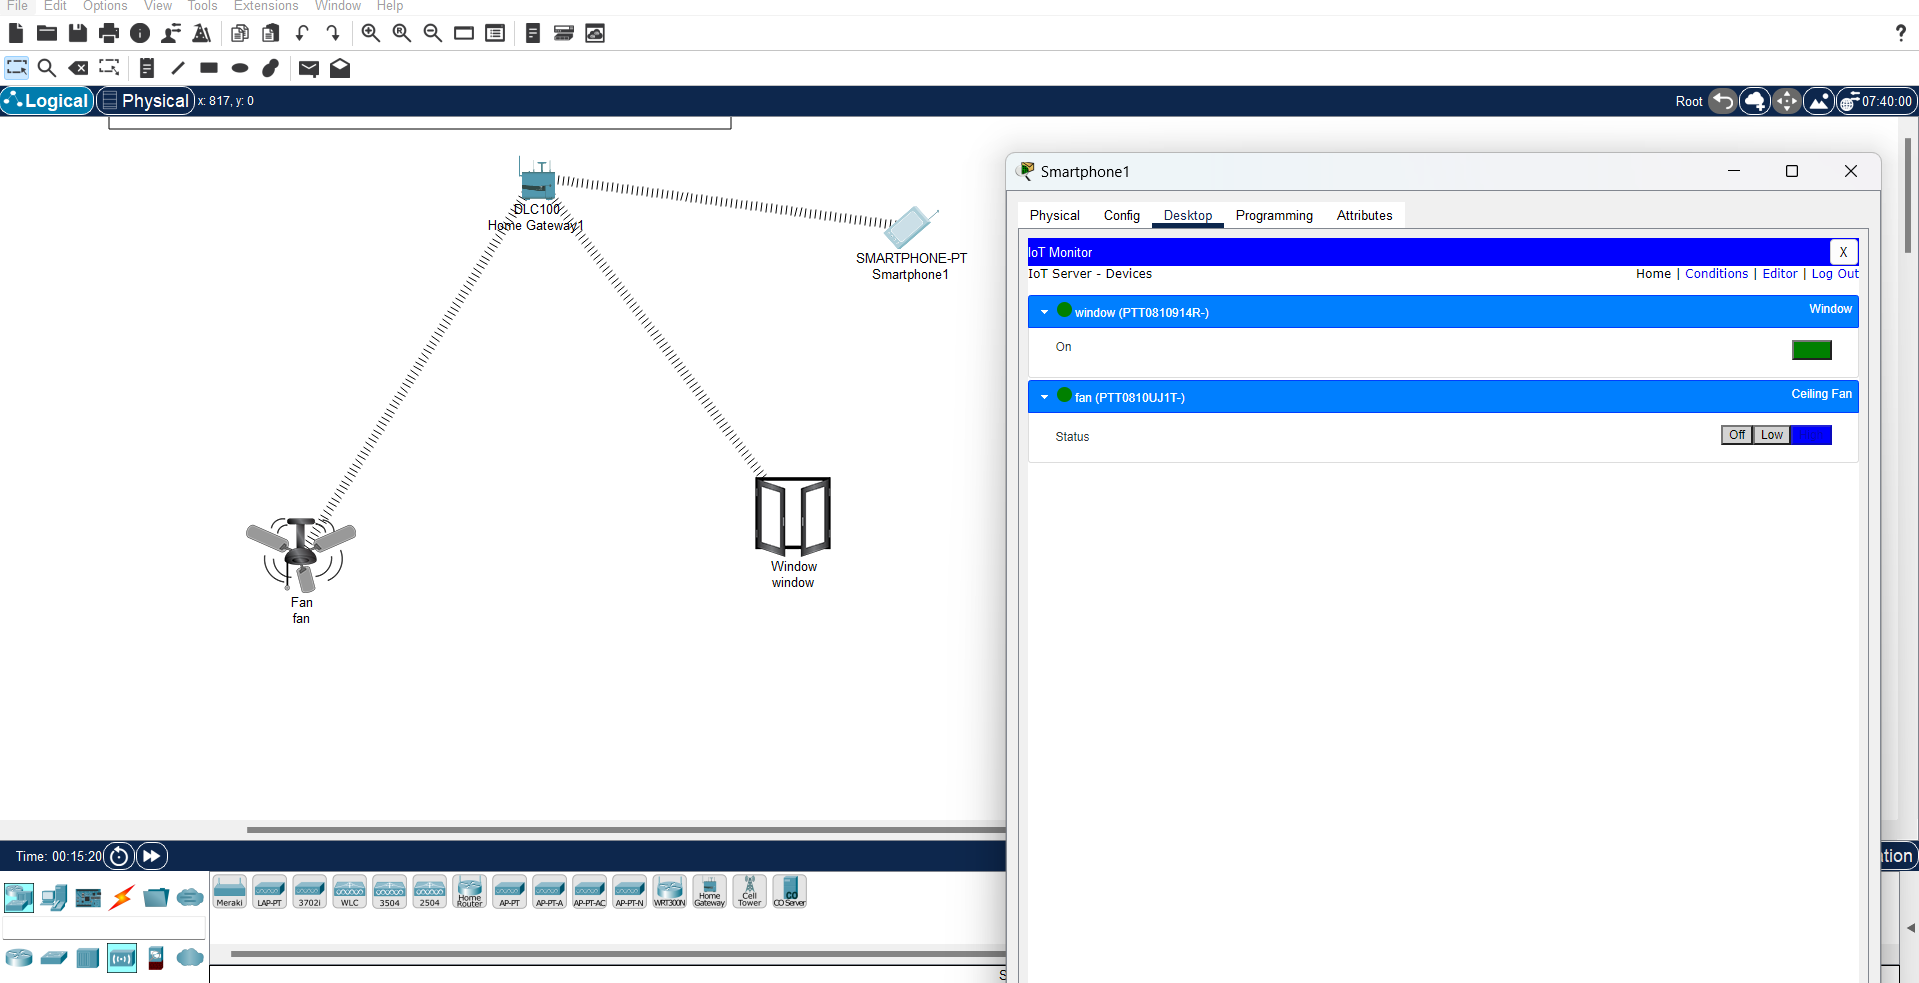 File Edit Options View Tools Extensions Window Help
?
Logical Physical x: 817, y: 0 Root 07:40:00
DLC100
Home Gateway1
SMARTPHONE-PT
Smartphone1
Fan
fan
Window
window
Smartphone1
Physical Config Desktop Programming Attributes
IoT Monitor X
IoT Server - Devices Home | Conditions | Editor | Log Out
window (PTT0810914R-) Window
On
fan (PTT0810UJ1T-) Ceiling Fan
Status Off Low
Time: 00:15:20
Meraki LAP-PT 3702i WLC 3504 2504 Home Router AP-PT AP-PT-A AP-PT-AC AP-PT-N WRT300N Home Gateway Cell Tower CO CO Server